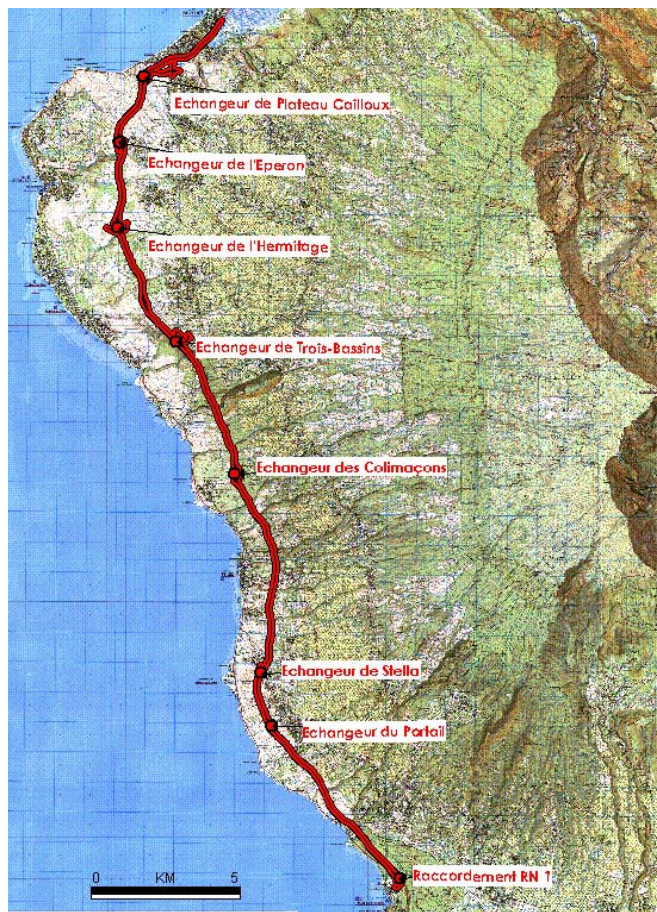 Echangeur de Plateau Cailloux
Echangeur de l'Eperon
Echangeur de l'Hermitage
Echangeur de Trois-Bassins
Echangeur des Colimaçons
Echangeur de Stella
Echangeur du Portail
Raccordement RN 1
0 KM 5